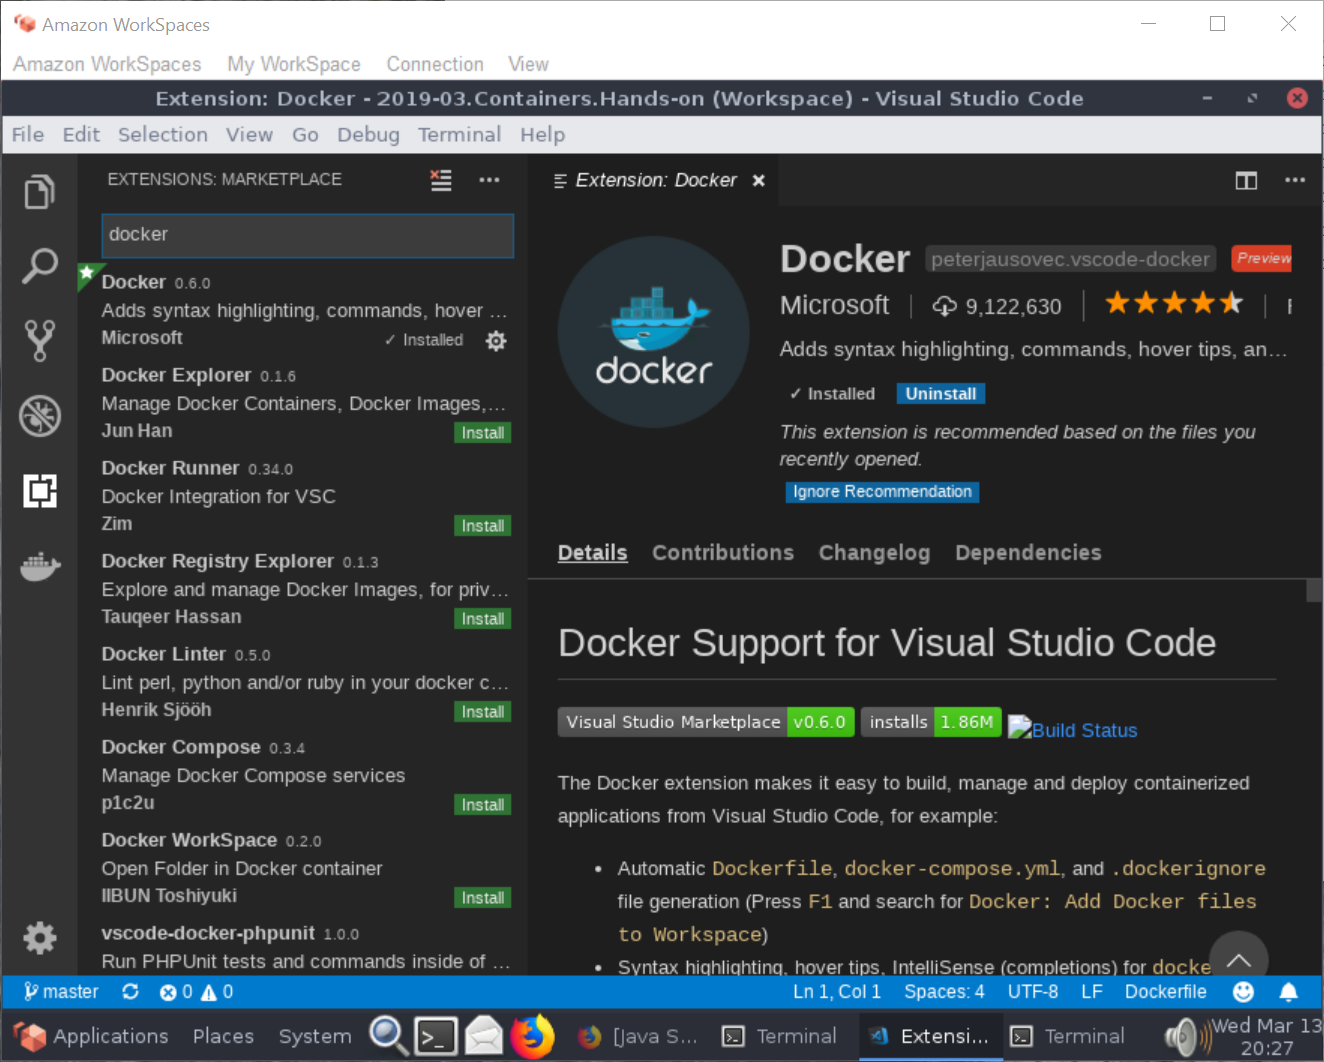 Amazon WorkSpaces
Amazon WorkSpaces My WorkSpace Connection View
Extension: Docker - 2019-03.Containers.Hands-on (Workspace) - Visual Studio Code
File Edit Selection View Go Debug Terminal Help
EXTENSIONS: MARKETPLACE
docker
Docker 0.6.0
Adds syntax highlighting, commands, hover ...
Microsoft ✓ Installed
Docker Explorer 0.1.6
Manage Docker Containers, Docker Images,...
Jun Han Install
Docker Runner 0.34.0
Docker Integration for VSC
Zim Install
Docker Registry Explorer 0.1.3
Explore and manage Docker Images, for priv...
Tauqeer Hassan Install
Docker Linter 0.5.0
Lint perl, python and/or ruby in your docker c...
Henrik Sjööh Install
Docker Compose 0.3.4
Manage Docker Compose services
p1c2u Install
Docker WorkSpace 0.2.0
Open Folder in Docker container
IIBUN Toshiyuki Install
vscode-docker-phpunit 1.0.0
Run PHPUnit tests and commands inside of ...
Extension: Docker
docker
Docker peterjausovec.vscode-docker Preview
Microsoft 9,122,630
Adds syntax highlighting, commands, hover tips, an...
✓ Installed Uninstall
This extension is recommended based on the files you
recently opened.
Ignore Recommendation
Details Contributions Changelog Dependencies
Docker Support for Visual Studio Code
Visual Studio Marketplace v0.6.0 installs 1.86M Build Status
The Docker extension makes it easy to build, manage and deploy containerized
applications from Visual Studio Code, for example:
• Automatic Dockerfile, docker-compose.yml, and .dockerignore
file generation (Press F1 and search for Docker: Add Docker files
to Workspace)
• Syntax highlighting, hover tips, IntelliSense (completions) for docke
master 0 0 Ln 1, Col 1 Spaces: 4 UTF-8 LF Dockerfile
Applications Places System [Java S... Terminal Extensi... Terminal Wed Mar 13
20:27